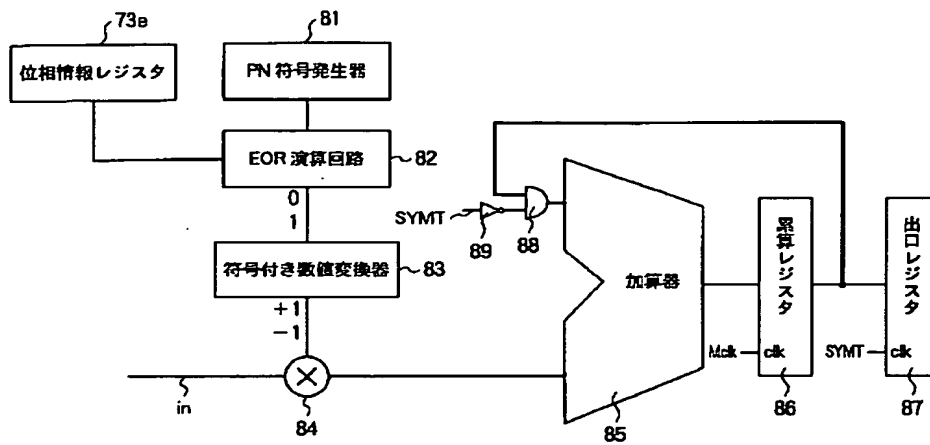 73B
81
位相情報レジスタ
PN 符号発生器
EOR 演算回路
82
0
1
SYMT
89
88
符号付き数値変換器
83
加算器
累算レジスタ
出口レジスタ
+1
−1
Mclk
clk
SYMT
clk
in
84
85
86
87